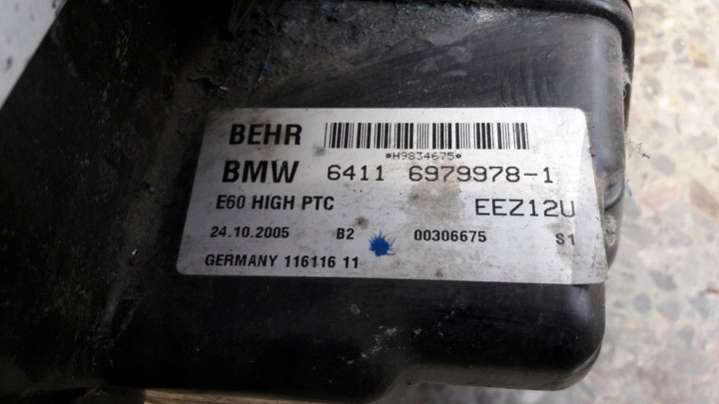 BEHR
*H9834675*
BMW 6411 6979978-1
E60 HIGH PTC EEZ12U
24.10.2005 B2 00306675 S1
GERMANY 116116 11